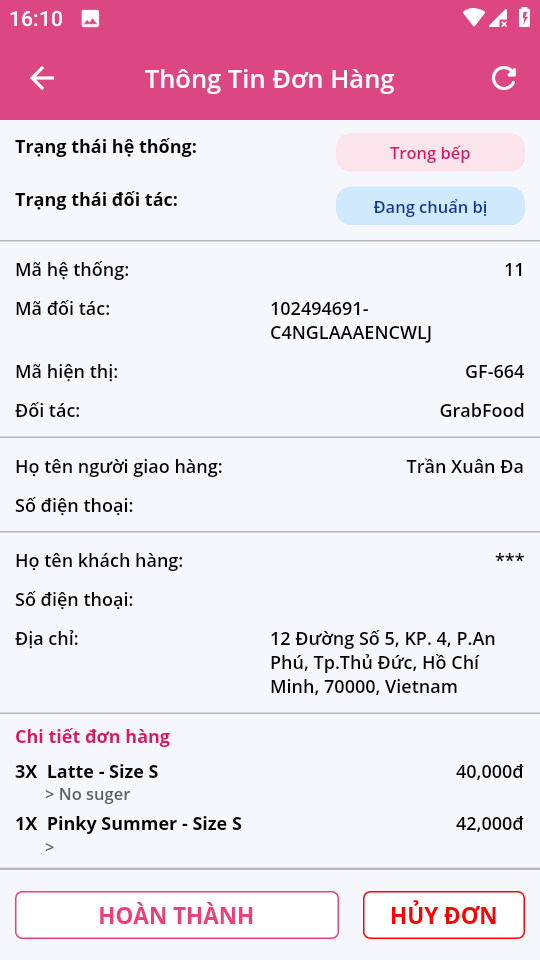 16:10
Thông Tin Đơn Hàng
Trạng thái hệ thống: Trong bếp
Trạng thái đối tác: Đang chuẩn bị
Mã hệ thống: 11
Mã đối tác: 102494691-
C4NGLAAAENCWLJ
Mã hiện thị: GF-664
Đối tác: GrabFood
Họ tên người giao hàng: Trần Xuân Đa
Số điện thoại:
Họ tên khách hàng: ***
Số điện thoại:
Địa chỉ: 12 Đường Số 5, KP. 4, P.An
Phú, Tp.Thủ Đức, Hồ Chí
Minh, 70000, Vietnam
Chi tiết đơn hàng
3X Latte - Size S 40,000đ
> No suger
1X Pinky Summer - Size S 42,000đ
>
HOÀN THÀNH HỦY ĐƠN